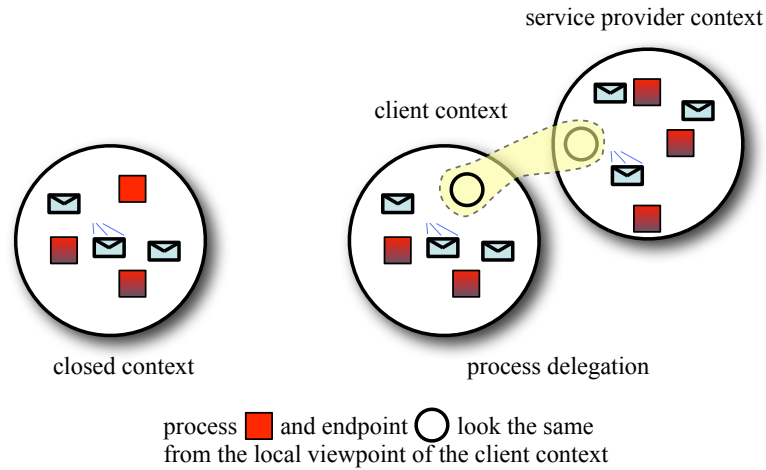 service provider context
client context
closed context
process delegation
process and endpoint look the same
from the local viewpoint of the client context